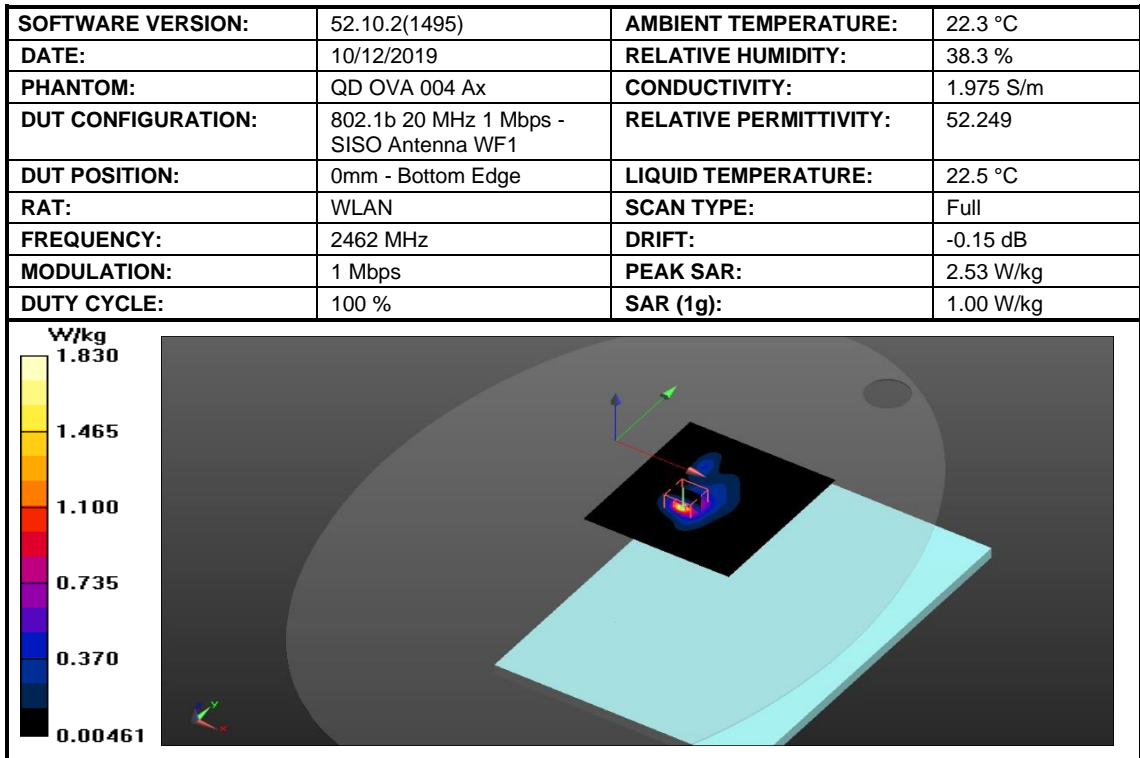 SOFTWARE VERSION: 52.10.2(1495) AMBIENT TEMPERATURE: 22.3 °C
DATE: 10/12/2019 RELATIVE HUMIDITY: 38.3 %
PHANTOM: QD OVA 004 Ax CONDUCTIVITY: 1.975 S/m
DUT CONFIGURATION: 802.1b 20 MHz 1 Mbps - RELATIVE PERMITTIVITY: 52.249
SISO Antenna WF1
DUT POSITION: 0mm - Bottom Edge LIQUID TEMPERATURE: 22.5 °C
RAT: WLAN SCAN TYPE: Full
FREQUENCY: 2462 MHz DRIFT: -0.15 dB
MODULATION: 1 Mbps PEAK SAR: 2.53 W/kg
DUTY CYCLE: 100 % SAR (1g): 1.00 W/kg
W/kg
1.830
1.465
1.100
0.735
0.370
0.00461
y
x